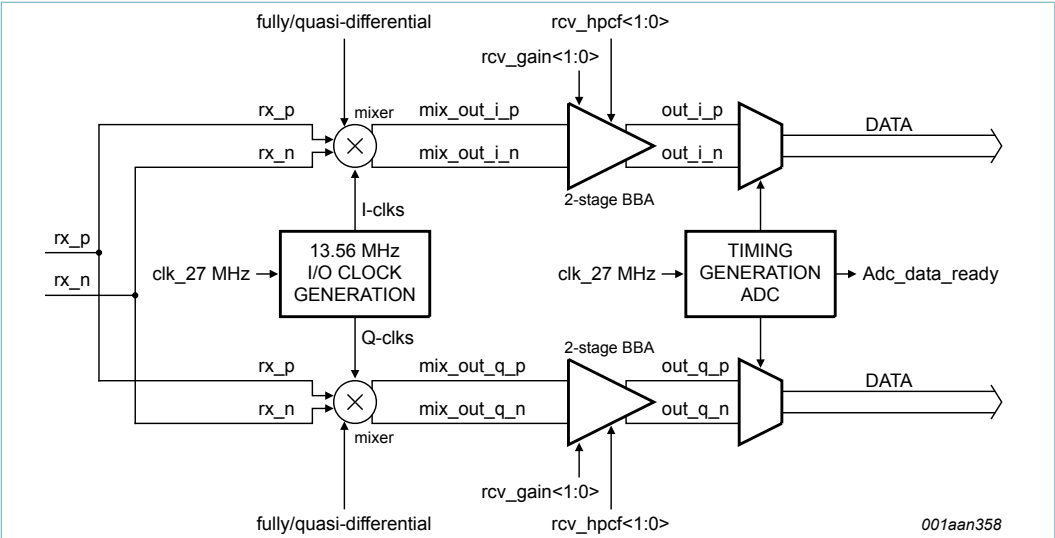 fully/quasi-differential
rcv_hpcf<1:0>
rcv_gain<1:0>
rx_p
mixer
mix_out_i_p
out_i_p
DATA
rx_n
mix_out_i_n
out_i_n
2-stage BBA
I-clks
rx_p
rx_n
clk_27 MHz
13.56 MHz
I/O CLOCK
GENERATION
clk_27 MHz
TIMING
GENERATION
ADC
Adc_data_ready
Q-clks
2-stage BBA
rx_p
mix_out_q_p
out_q_p
DATA
rx_n
mix_out_q_n
out_q_n
mixer
rcv_gain<1:0>
fully/quasi-differential
rcv_hpcf<1:0>
001aan358